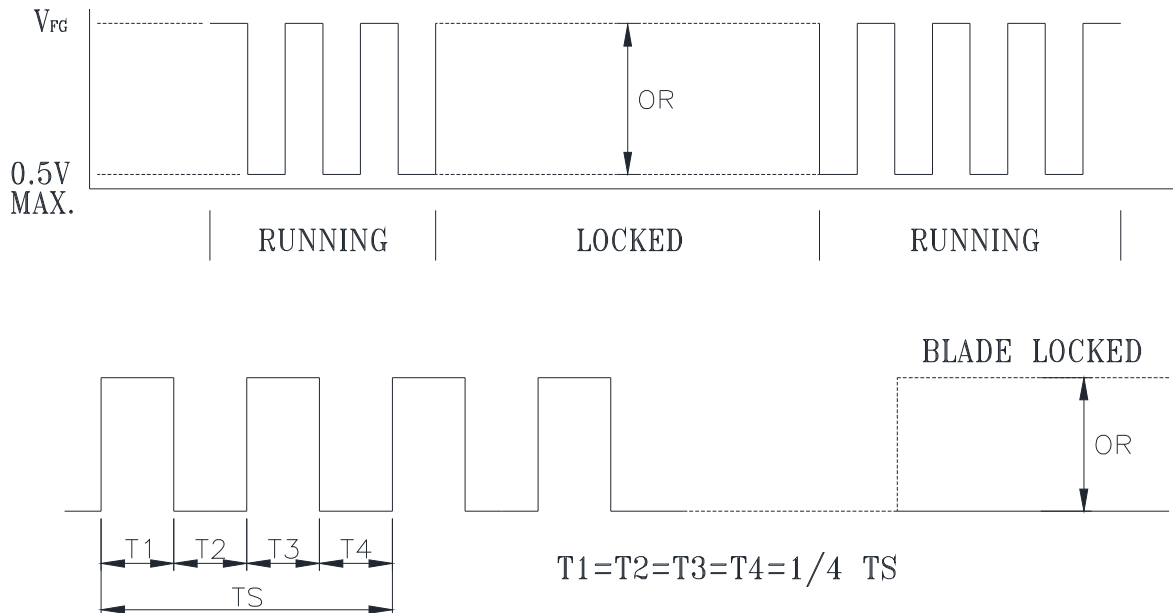 VFG
OR
0.5V
MAX.
RUNNING LOCKED RUNNING
BLADE LOCKED
OR
T1 T2 T3 T4
T1=T2=T3=T4=1/4 TS
TS